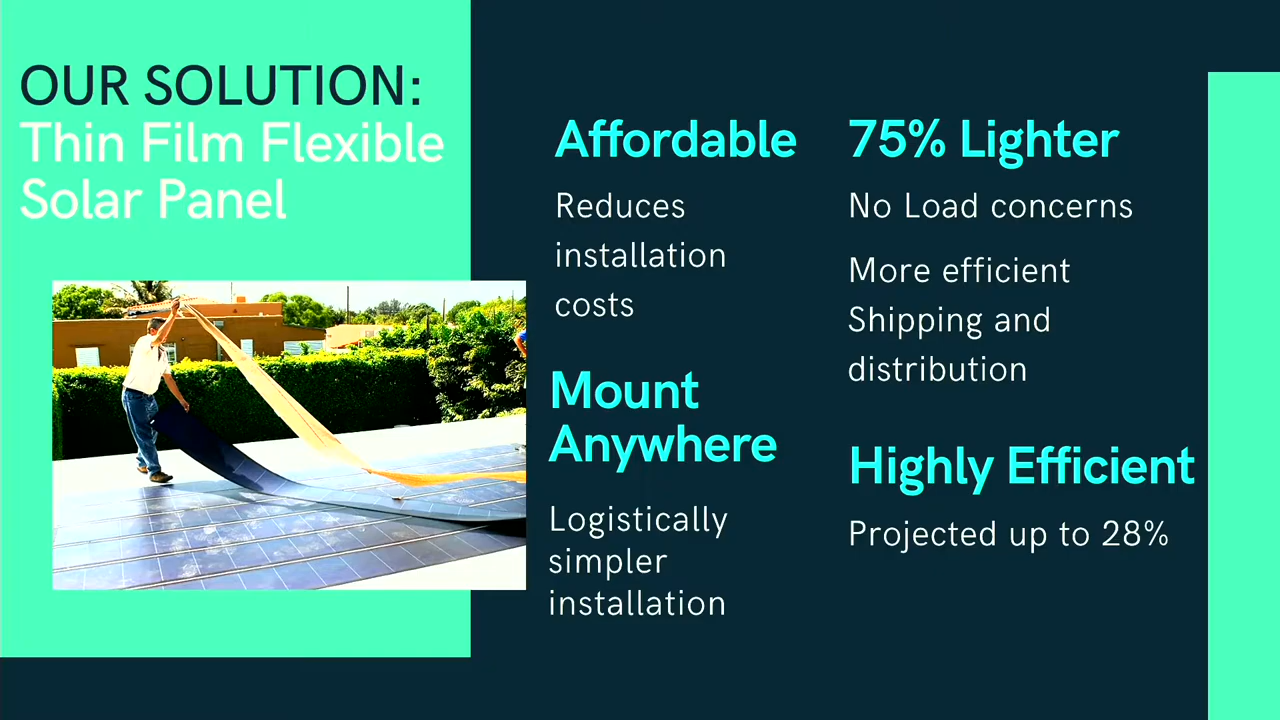 OUR SOLUTION:
Thin Film Flexible
Solar Panel
Affordable
Reduces
installation
costs
Mount
Anywhere
Logistically
simpler
installation
75% Lighter
No Load concerns
More efficient
Shipping and
distribution
Highly Efficient
Projected up to 28%